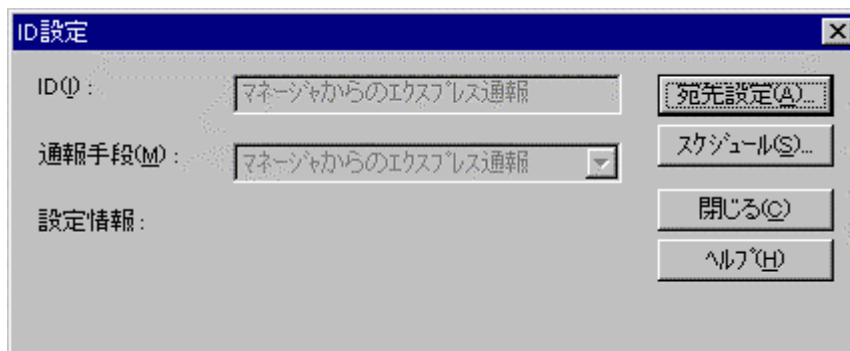 ID設定
ID(I) :
マネージャからのエクスプレス通報
通報手段(M) :
マネージャからのエクスプレス通報
設定情報 :
宛先設定(A)...
スケジュール(S)...
閉じる(C)
ヘルプ(H)